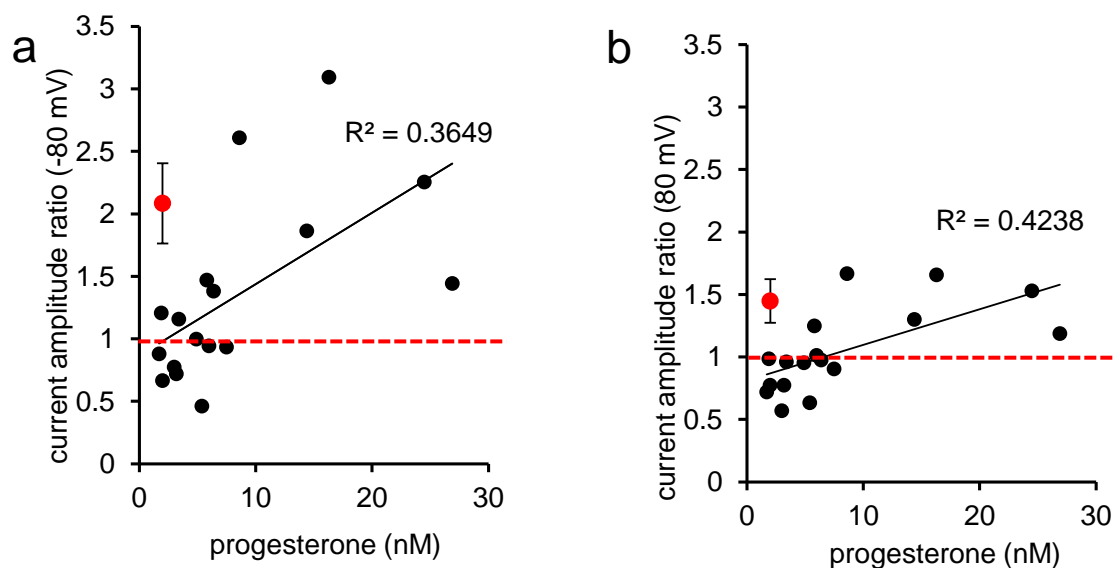 a
current amplitude ratio (-80 mV)
3.5
3
2.5
2
1.5
1
0.5
0
R² = 0.3649
0 10 20 30
progesterone (nM)
b
current amplitude ratio (80 mV)
3.5
3
2.5
2
1.5
1
0.5
0
R² = 0.4238
0 10 20 30
progesterone (nM)